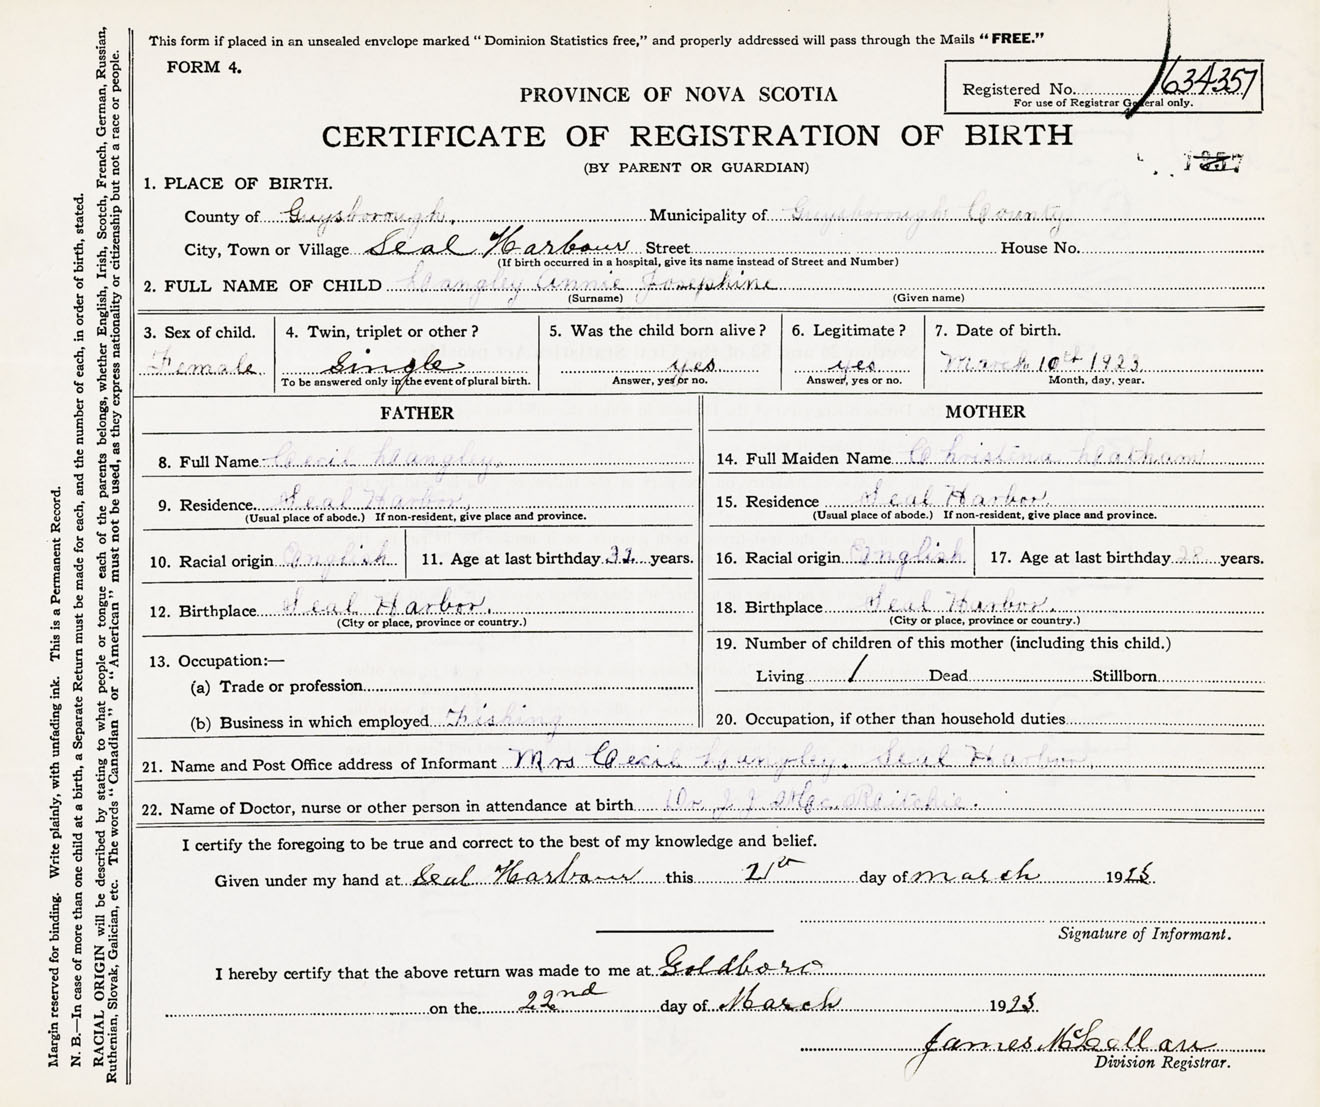 This form if placed in an unsealed envelope marked “Dominion Statistics free,” and properly addressed will pass through the Mails “FREE.”
FORM 4.
Registered No. 634357
For use of Registrar General only.
PROVINCE OF NOVA SCOTIA
CERTIFICATE OF REGISTRATION OF BIRTH
(BY PARENT OR GUARDIAN)
1. PLACE OF BIRTH.
County of Guysborough. Municipality of Guysborough County
City, Town or Village Seal Harbour Street House No.
(If birth occurred in a hospital, give its name instead of Street and Number)
2. FULL NAME OF CHILD Langley Annie Josephine
(Surname) (Given name)
3. Sex of child. 4. Twin, triplet or other? 5. Was the child born alive? 6. Legitimate? 7. Date of birth.
Female Single yes yes March 10th 1923
To be answered only in the event of plural birth. Answer, yes or no. Answer, yes or no. Month, day, year.
FATHER
8. Full Name Cecil Langley.
9. Residence Seal Harbor.
(Usual place of abode.) If non-resident, give place and province.
10. Racial origin English 11. Age at last birthday 32 years.
12. Birthplace Seal Harbor.
(City or place, province or country.)
13. Occupation:—
(a) Trade or profession
(b) Business in which employed Fishing
MOTHER
14. Full Maiden Name Christena
15. Residence Seal Harbor.
(Usual place of abode.) If non-resident, give place and province.
16. Racial origin English 17. Age at last birthday 28 years.
18. Birthplace Seal Harbor.
(City or place, province or country.)
19. Number of children of this mother (including this child.)
Living 1 Dead Stillborn
20. Occupation, if other than household duties
21. Name and Post Office address of Informant Mrs Cecil Langley. Seal Harbor.
22. Name of Doctor, nurse or other person in attendance at birth Dr J J
I certify the foregoing to be true and correct to the best of my knowledge and belief.
Given under my hand at Seal Harbour this 21st day of March 1923.
Signature of Informant.
I hereby certify that the above return was made to me at Goldboro
on the 22nd day of March 1923.
James McLellan
Division Registrar.
Margin reserved for binding. Write plainly, with unfading ink. This is a Permanent Record.
N. B.—In case of more than one child at a birth, a Separate Return must be made for each, and the number of each, in order of birth, stated.
RACIAL ORIGIN will be described by stating to what people or tongue each of the parents belongs, whether English, Irish, Scotch, French, German, Russian,
Ruthenian, Slovak, Galician, etc. The words “Canadian” or “American” must not be used, as they express nationality or citizenship but not a race or people.